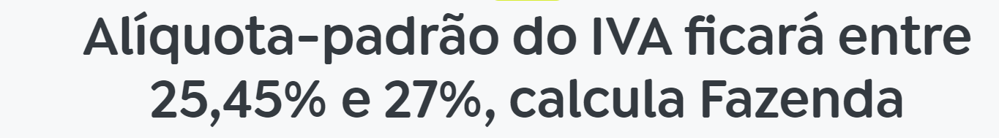 Alíquota-padrão do IVA ficará entre
25,45% e 27%, calcula Fazenda